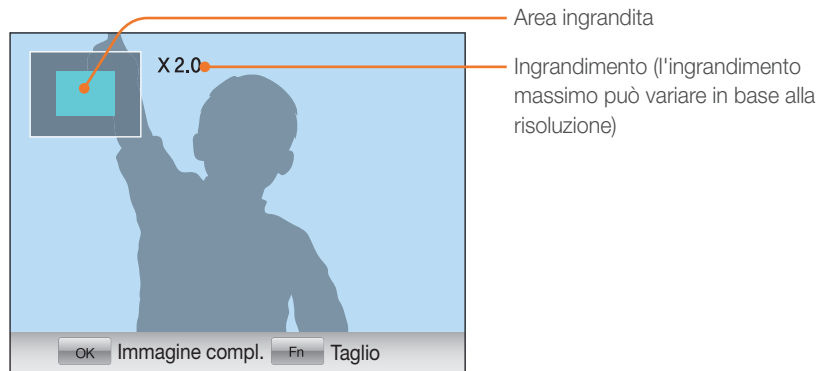 Area ingrandita
X 2.0
Ingrandimento (l'ingrandimento
massimo può variare in base alla
risoluzione)
OK Immagine compl. Fn Taglio